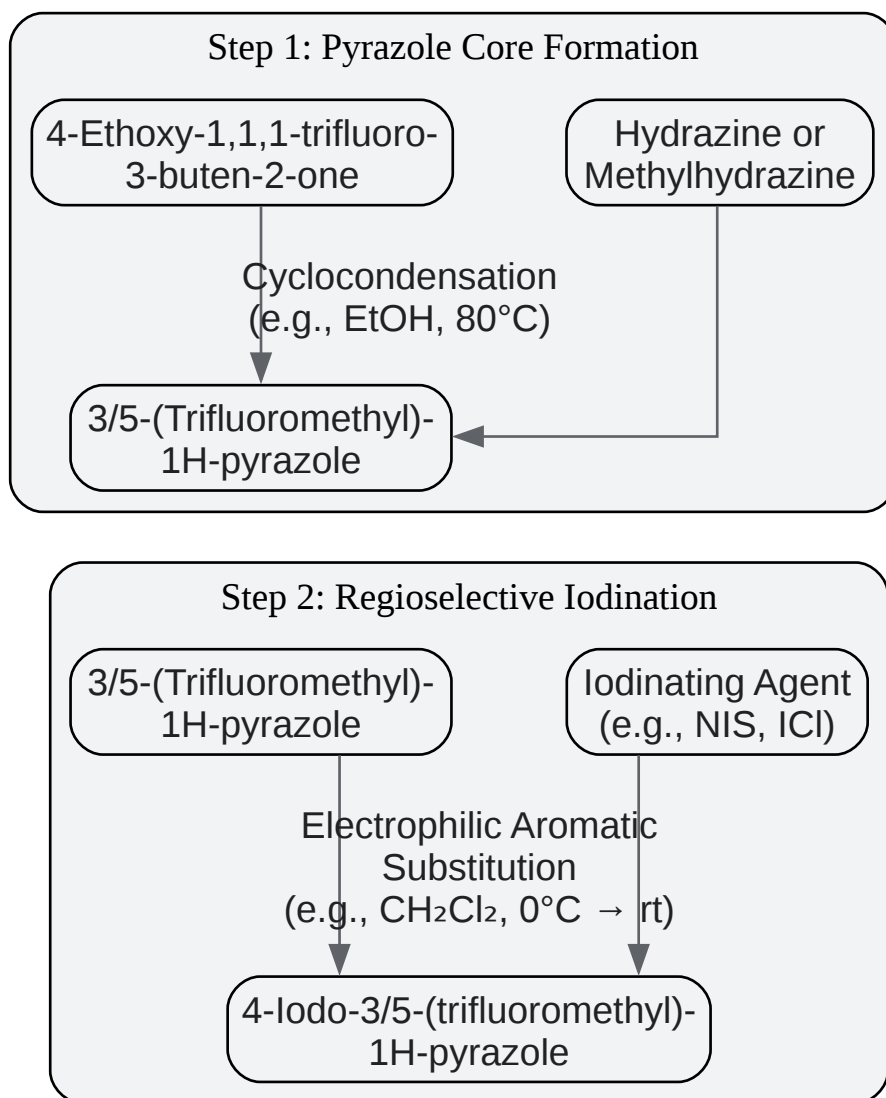 Step 1: Pyrazole Core Formation
4-Ethoxy-1,1,1-trifluoro-
3-buten-2-one
Hydrazine or
Methylhydrazine
Cyclocondensation
(e.g., EtOH, 80°C)
3/5-(Trifluoromethyl)-
1H-pyrazole
Step 2: Regioselective Iodination
3/5-(Trifluoromethyl)-
1H-pyrazole
Iodinating Agent
(e.g., NIS, ICl)
Electrophilic Aromatic
Substitution
(e.g., CH₂Cl₂, 0°C → rt)
4-Iodo-3/5-(trifluoromethyl)-
1H-pyrazole